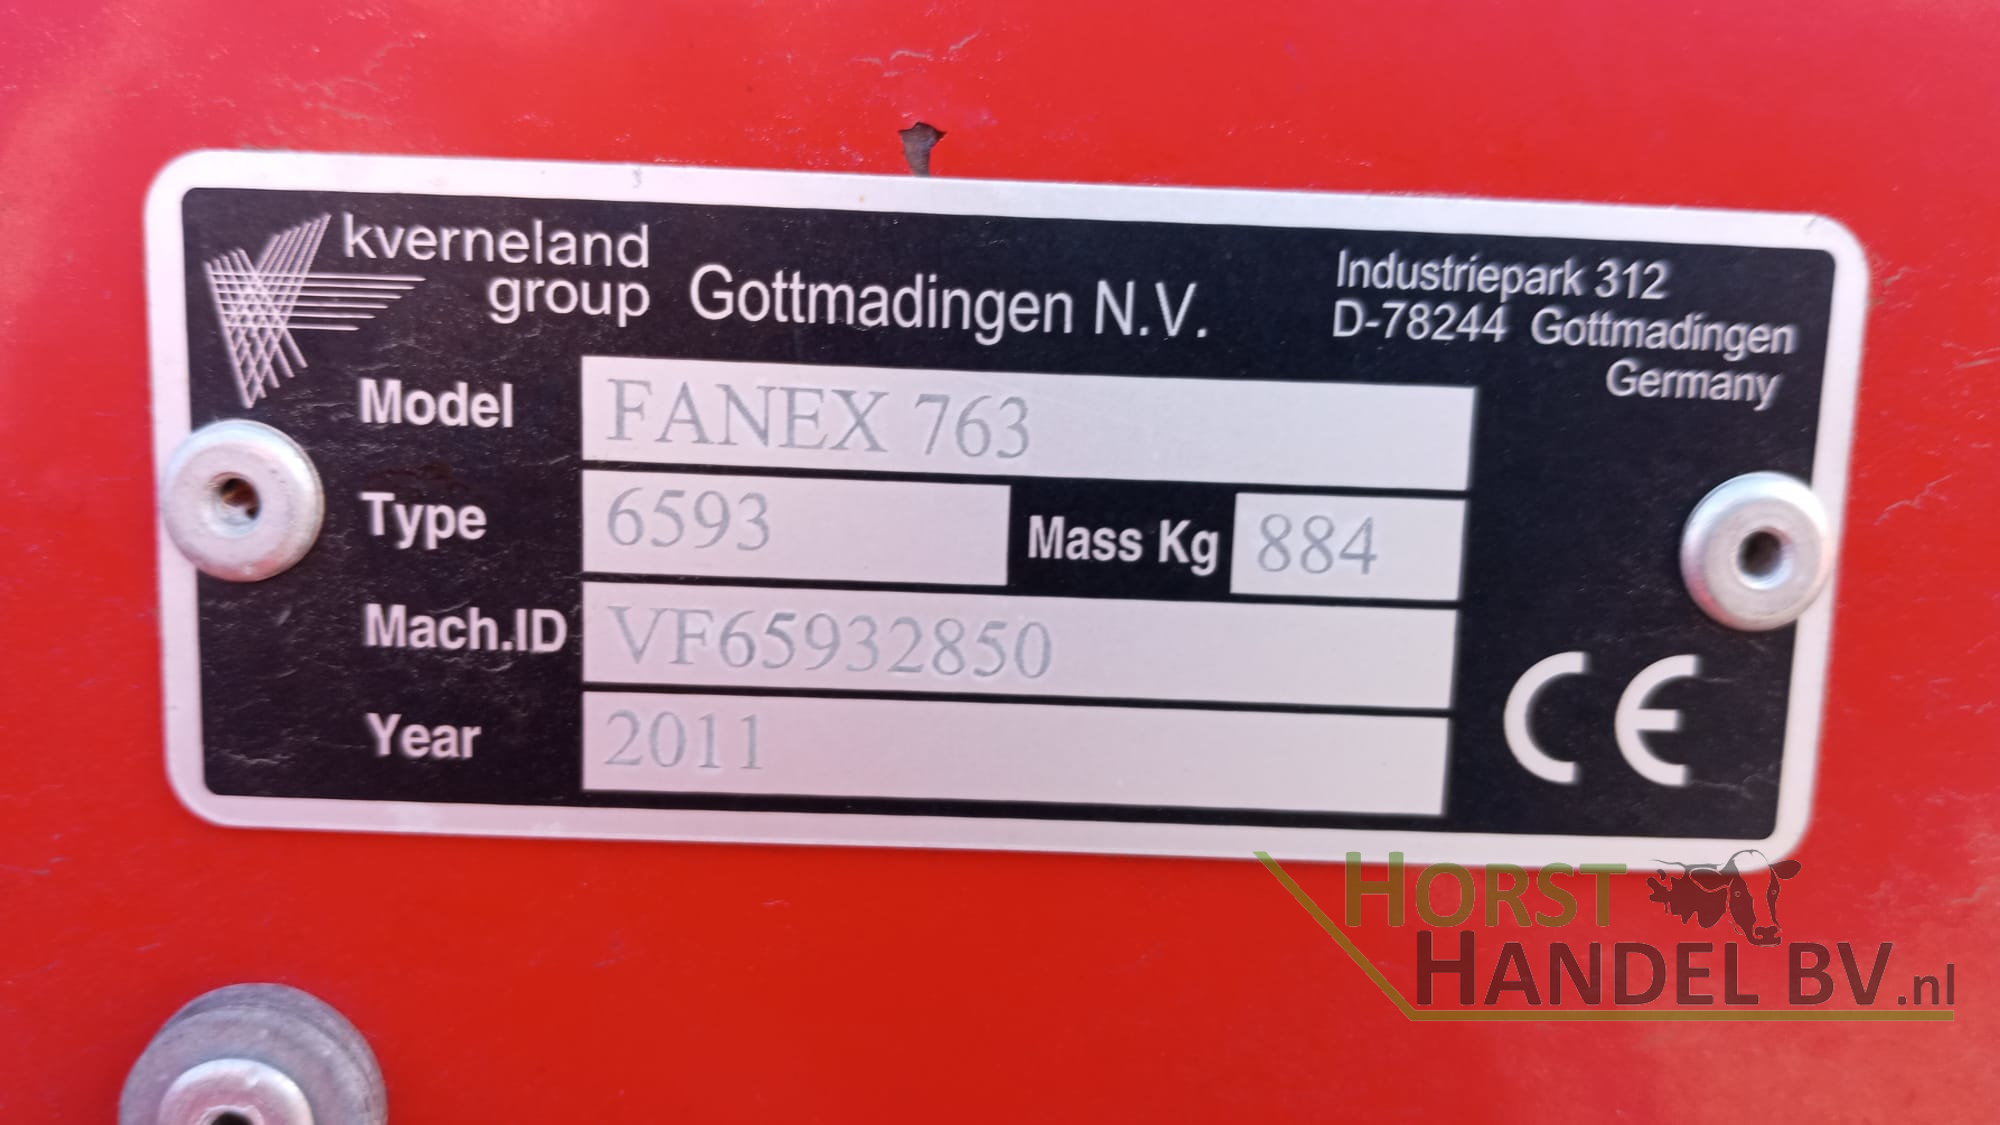 kverneland
group
Gottmadingen N.V.
Industriepark 312
D-78244 Gottmadingen
Germany
Model FANEX 763
Type 6593 Mass Kg 884
Mach.ID VF65932850
Year 2011
CE
HORST
HANDEL BV.nl